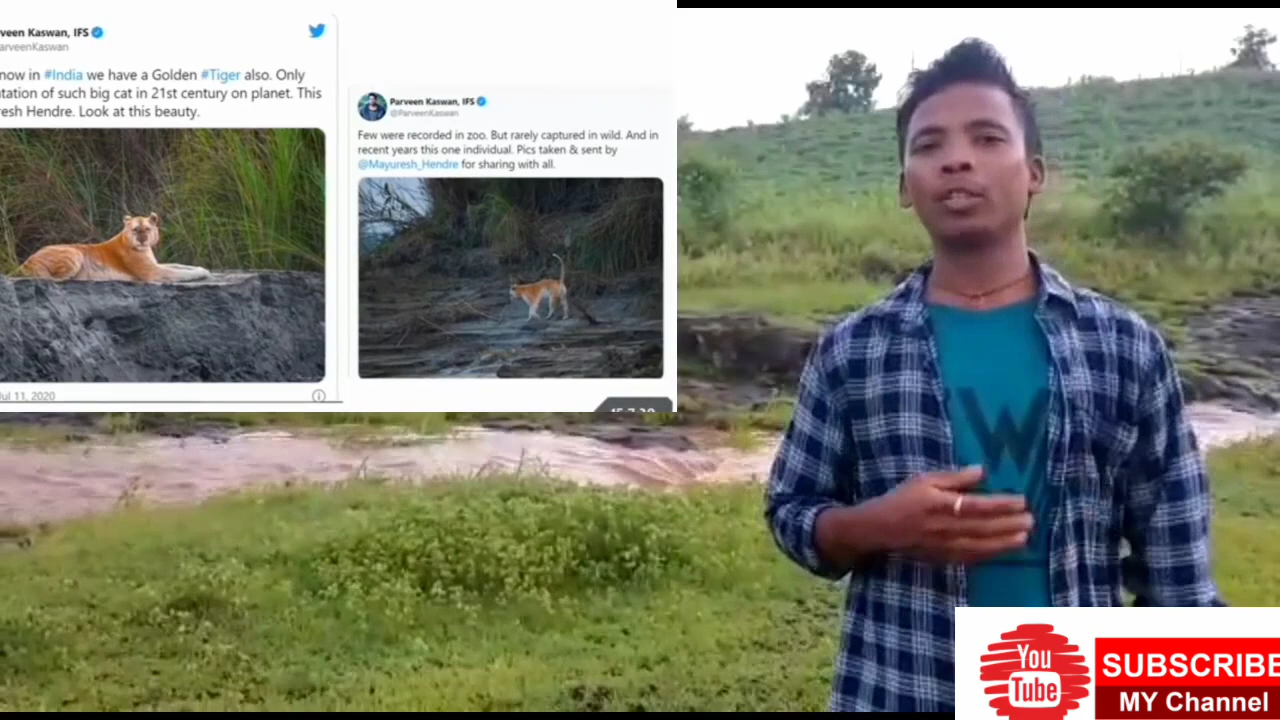 veen Kaswan, IFS
arveenKaswan
now in #India we have a Golden #Tiger also. Only
tation of such big cat in 21st century on planet. This
resh Hendre. Look at this beauty.
Jul 11, 2020
Parveen Kaswan, IFS
@ParveenKaswan
Few were recorded in zoo. But rarely captured in wild. And in
recent years this one individual. Pics taken & sent by
@Mayuresh_Hendre for sharing with all.
W
You
Tube
SUBSCRIBE
MY Channel